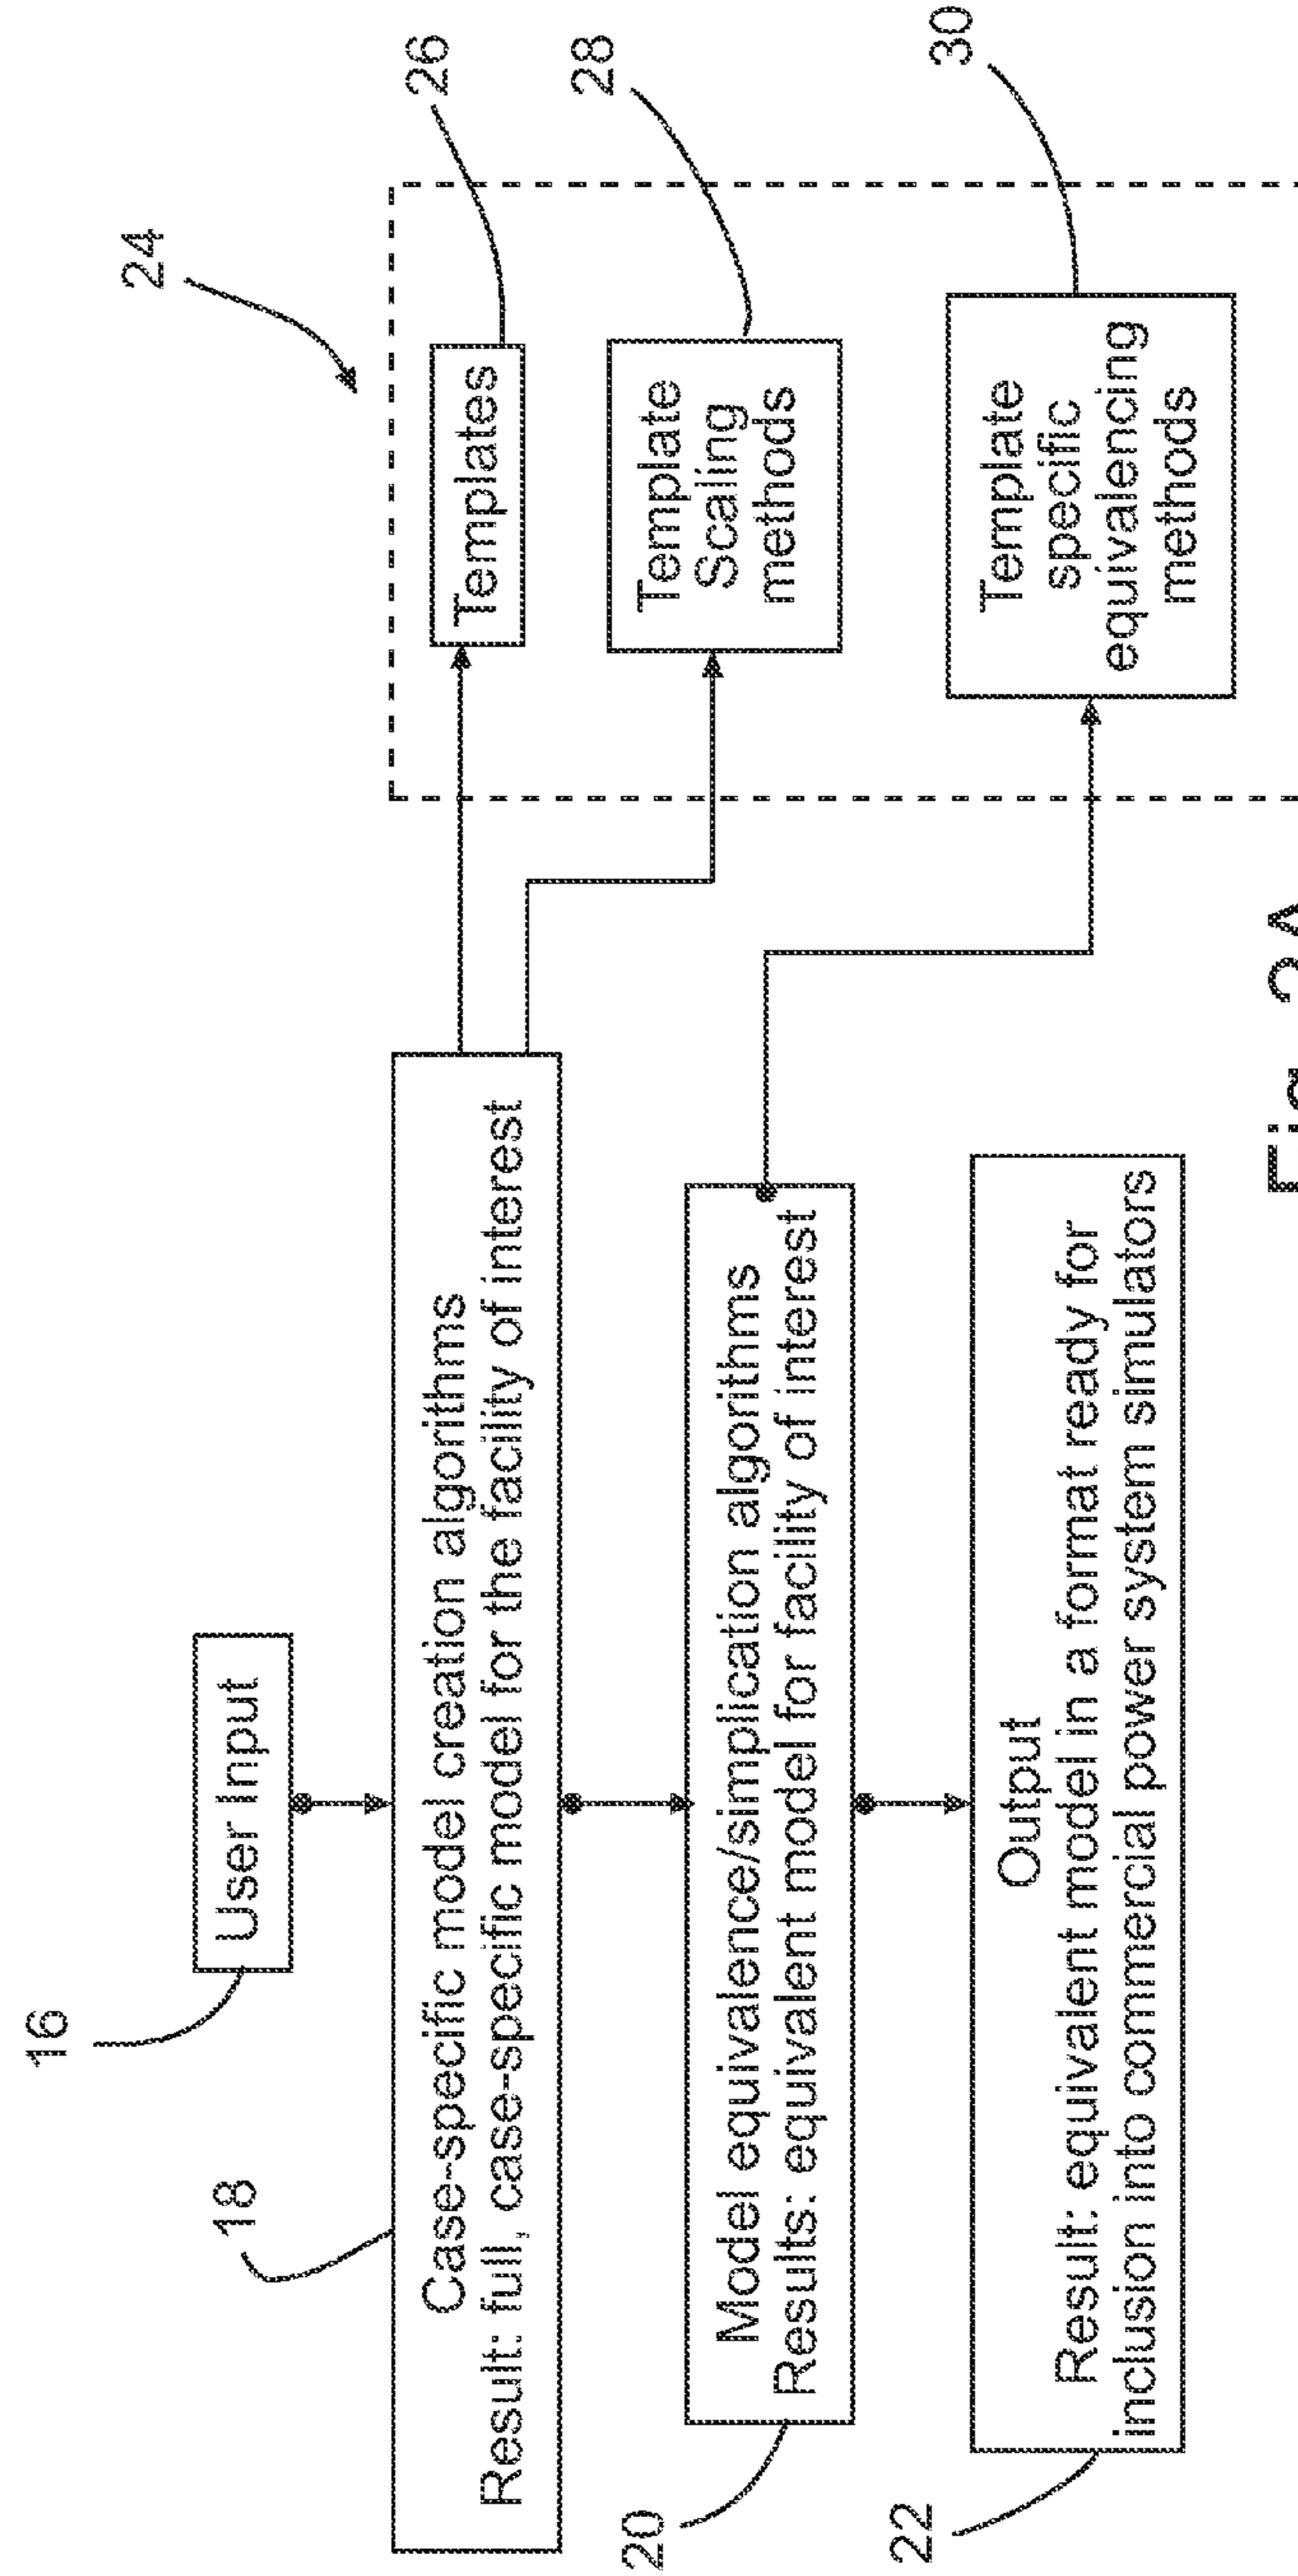 16
User Input
18
Case-specific model creation algorithms
Result: full, case-specific model for the facility of interest
20
Model equivalence/simplication algorithms
Results: equivalent model for facility of interest
22
Output
Result: equivalent model in a format ready for
inclusion into commercial power system simulators
24
Templates
26
Template
Scaling
methods
28
Template
specific
equivalencing
methods
30